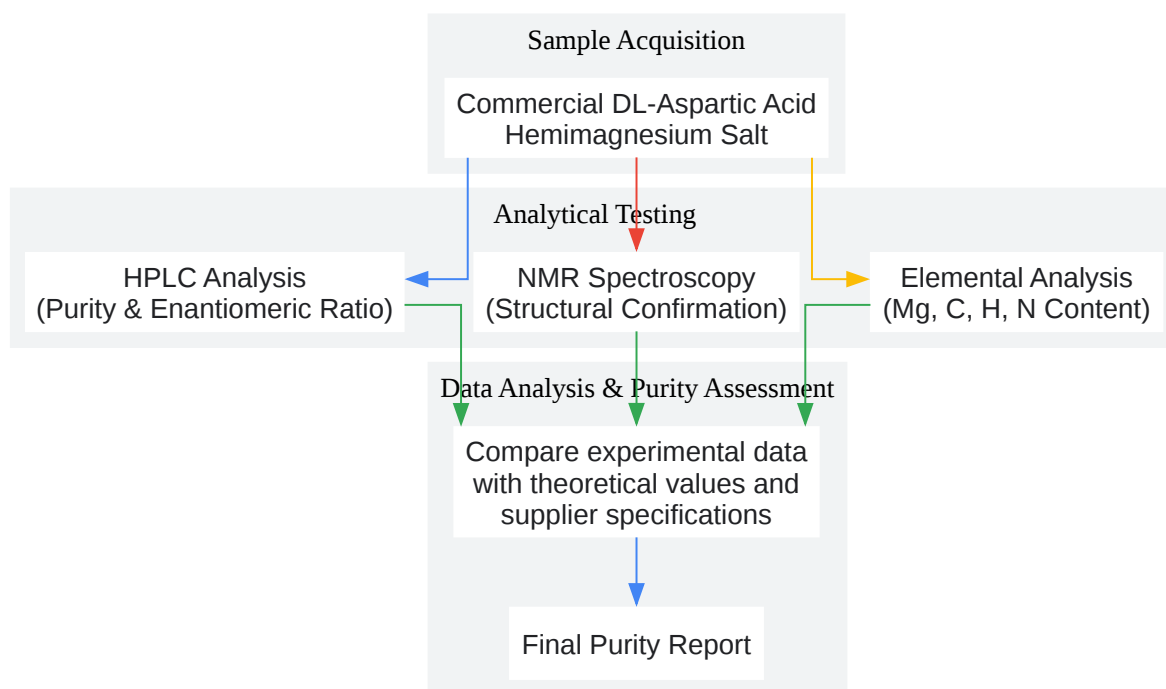 Sample Acquisition
Commercial DL-Aspartic Acid
Hemimagnesium Salt
Analytical Testing
HPLC Analysis
(Purity & Enantiomeric Ratio)
NMR Spectroscopy
(Structural Confirmation)
Elemental Analysis
(Mg, C, H, N Content)
Data Analysis & Purity Assessment
Compare experimental data
with theoretical values and
supplier specifications
Final Purity Report